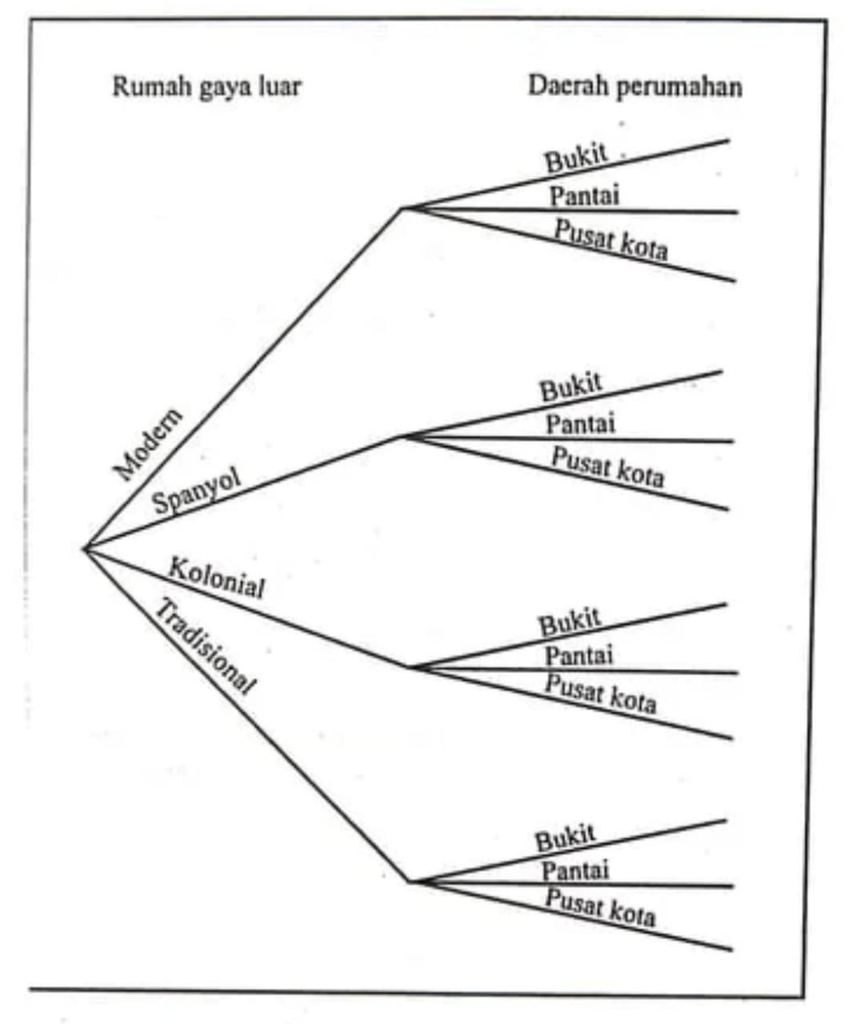 Rumah gaya luar
Daerah perumahan
Bukit
Pantai
Pusat kota
Modern
Bukit
Pantai
Pusat kota
Spanyol
Kolonial
Bukit
Pantai
Pusat kota
Tradisional
Bukit
Pantai
Pusat kota